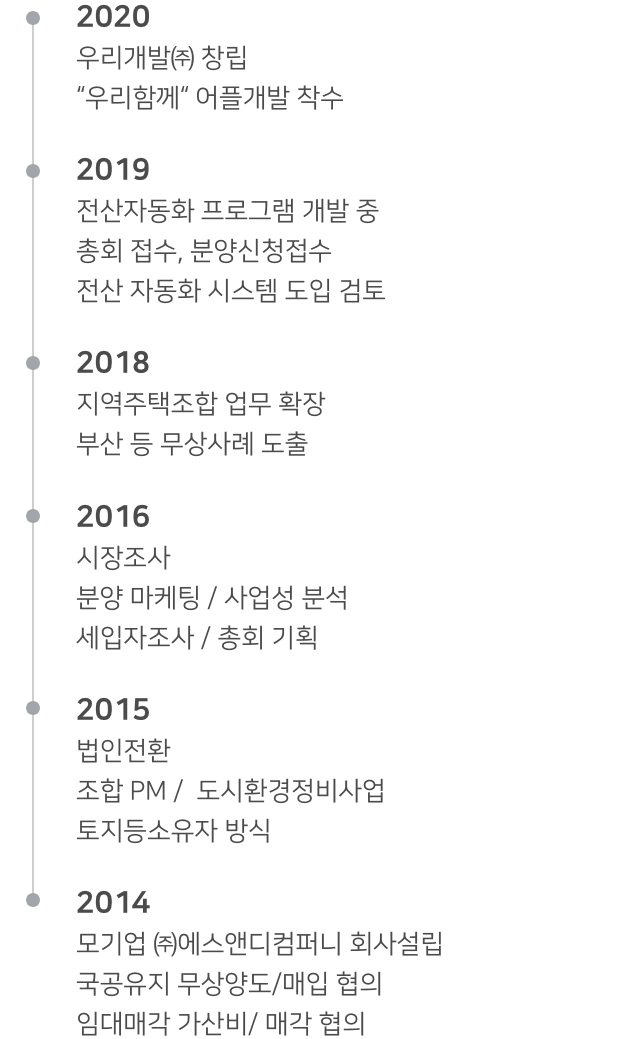 2020
우리개발㈜ 창립
“우리함께“ 어플개발 착수
2019
전산자동화 프로그램 개발 중
총회 접수, 분양신청접수
전산 자동화 시스템 도입 검토
2018
지역주택조합 업무 확장
부산 등 무상사례 도출
2016
시장조사
분양 마케팅 / 사업성 분석
세입자조사 / 총회 기획
2015
법인전환
조합 PM /  도시환경정비사업
토지등소유자 방식
2014
모기업 ㈜에스앤디컴퍼니 회사설립
국공유지 무상양도/매입 협의
임대매각 가산비/ 매각 협의